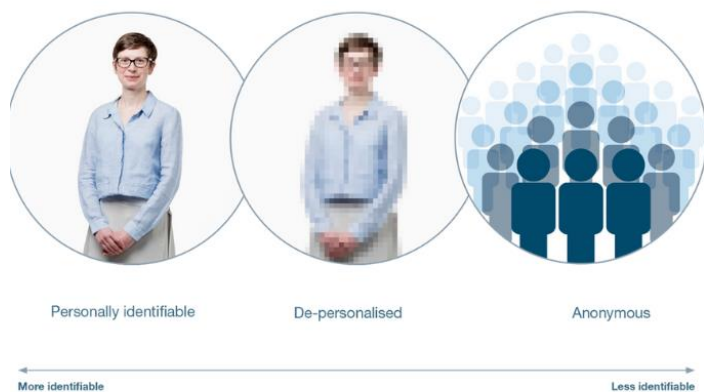 Personally identifiable
De-personalised
Anonymous
More identifiable
Less identifiable